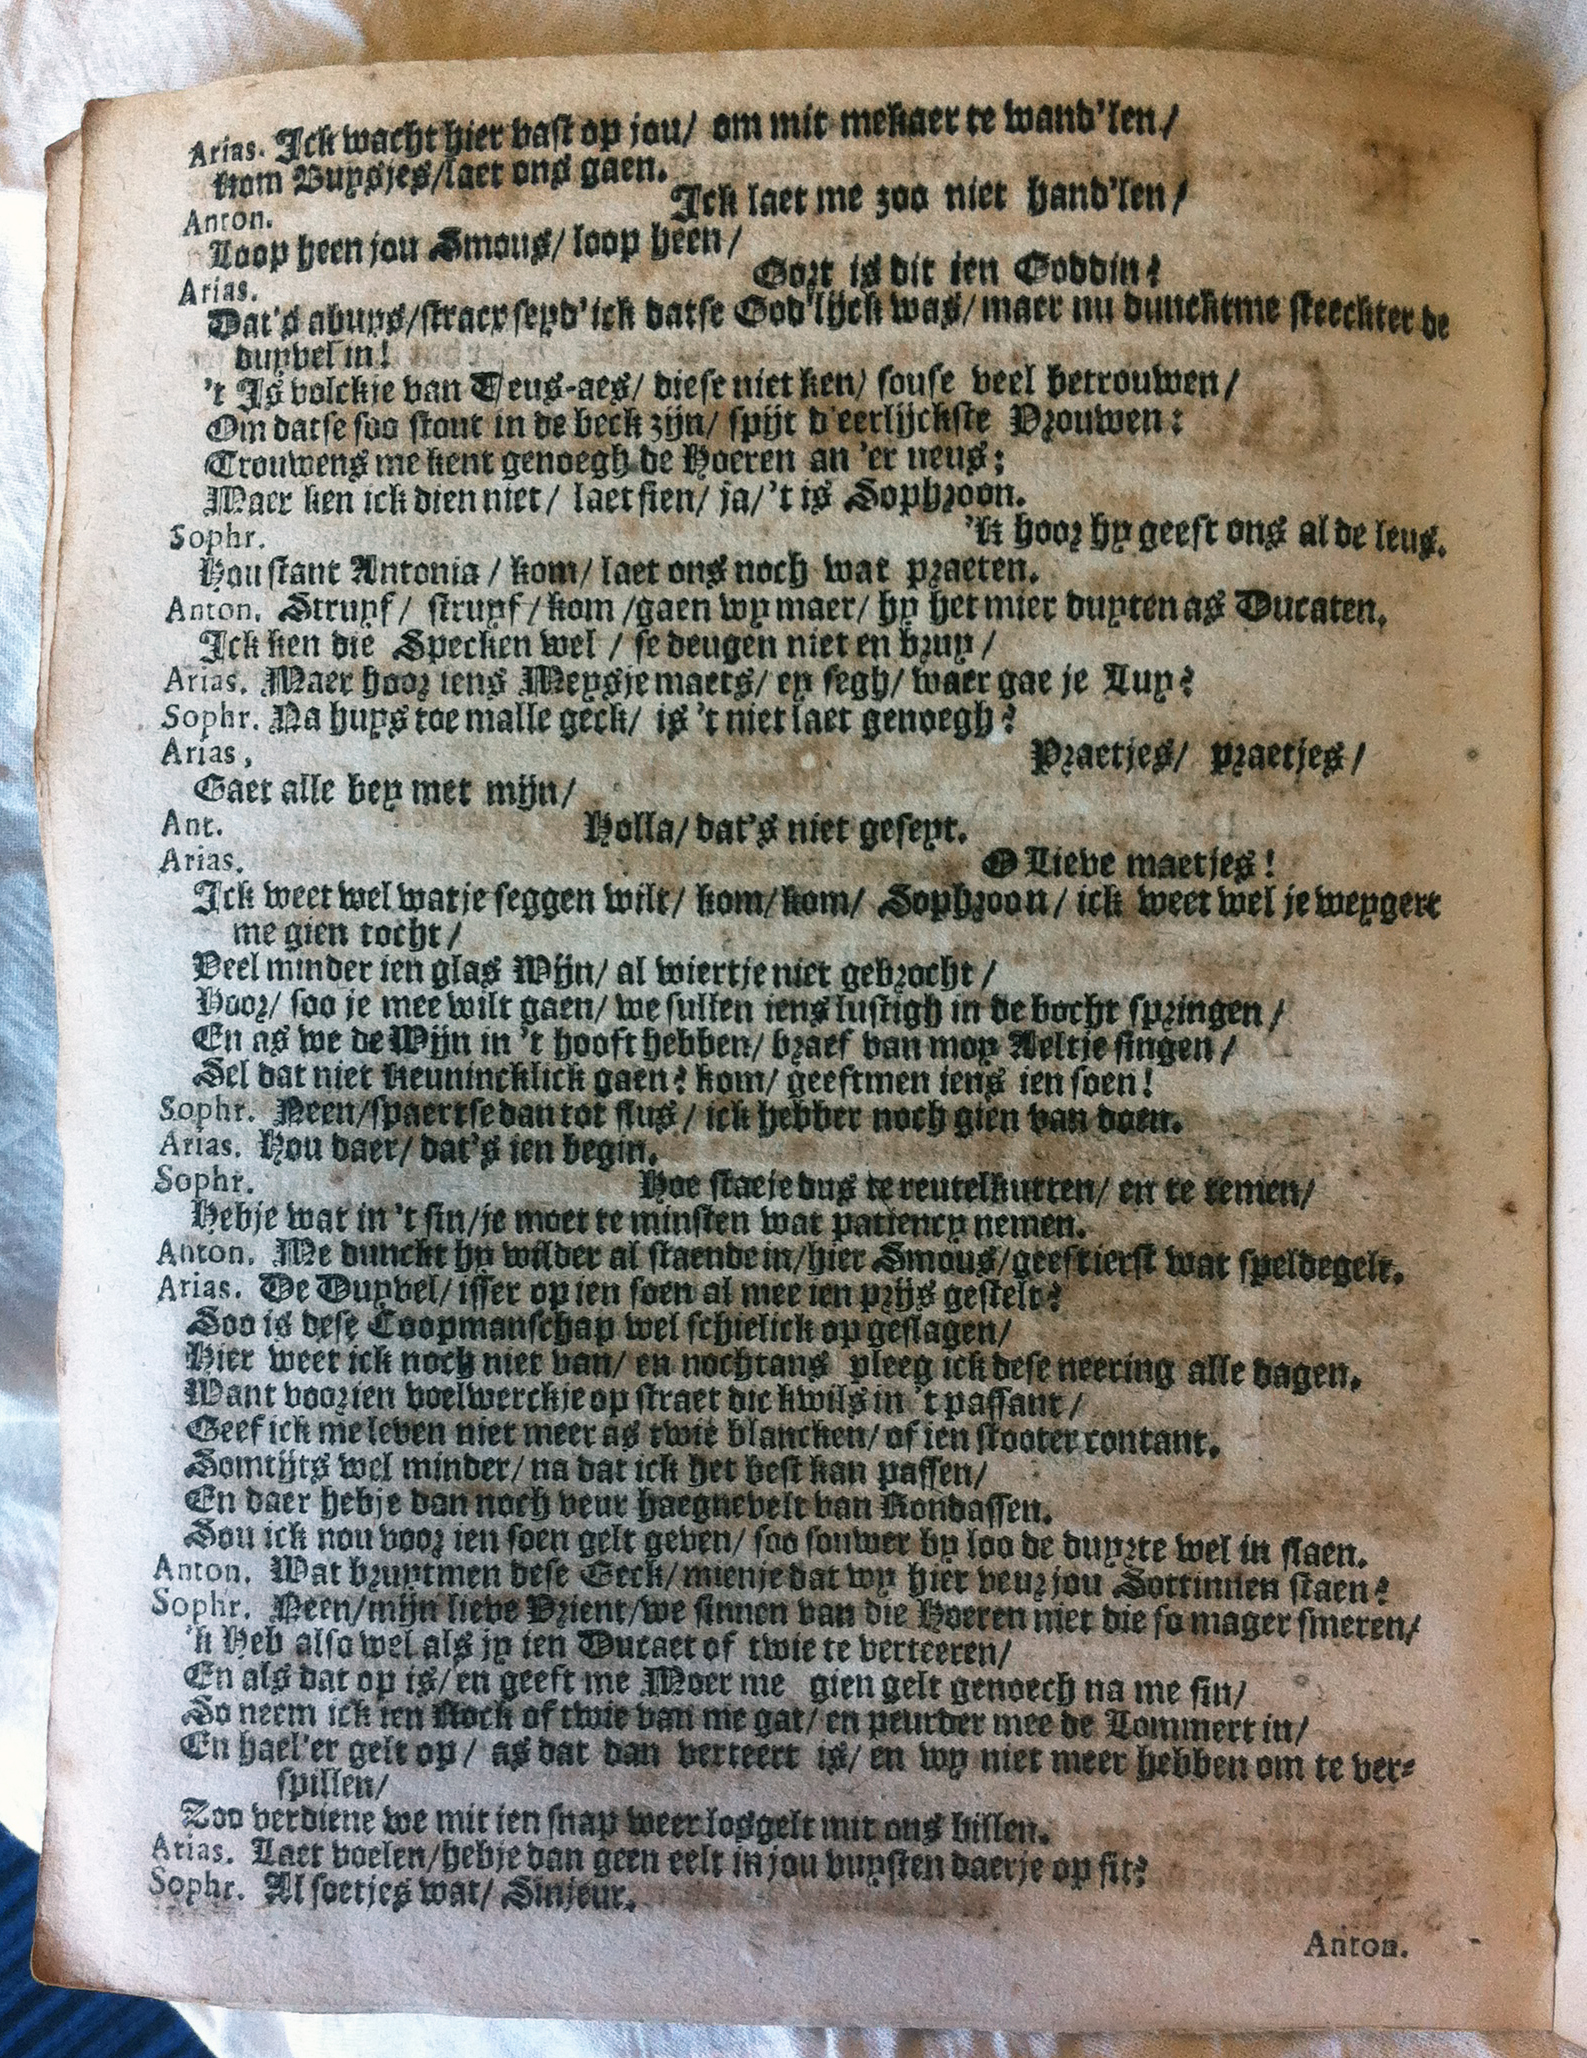 Arias. Ick wacht hier vast op jou/ om mit mekaer te wand'len/
kom Buysjes/laet ons gaen.
Anton. Ick laet me zoo niet hand'len/
Loop heen jou Smous/ loop heen/
Arias. Gort is dit ien Goddin?
Dat's abuys/stracx seyd' ick datse God'lijck was/ maer nu dunckt me steeckter de
duyvel in!
't Is volckje van Teus-aes/ diese niet ken/ souse veel betrouwen/
Om datse soo stout in de beck zijn/ spijt d'eerlijckste Vrouwen:
Trouwens me kent genoegh de Hoeren an 'er neus;
Maer ken ick dien niet/ laet sien/ ja/ 't is Sophroon.
Sophr. 'k hoor hy geeft ons al de leus.
Hou stant Antonia / kom/ laet ons noch wat praeten.
Anton. Struyf/ struyf/ kom /gaen wy maer/ hy het mier duyten as Ducaten.
Ick ken die Specken wel / se deugen niet en bruy /
Arias. Maer hoor iens Meysje maets/ ey segh/ waer gae je Luy?
Sophr. Na huys toe malle geck/ is 't niet laet genoegh?
Arias, Praetjes/ praetjes/
Gaet alle bey met mijn/
Ant. Holla/ dat's niet geseyt.
Arias. O Lieve maetjes!
Ick weet wel watje seggen wilt/ kom/ kom/ Sophroon/ ick weet wel je weygert
me gien tocht/
Veel minder ien glas Wijn/ al wiertje niet gebrocht/
Hoor/ soo je mee wilt gaen/ we sullen iens lustigh in de bocht springen/
En as we de Wijn in 't hooft hebben/ braef van moy Aeltje singen/
Sel dat niet keunincklick gaen? kom/ geeftmen iens ien soen!
Sophr. Neen/spaertse dan tot flus/ ick hebber noch gien van doen.
Arias. Hou daer/ dat's ien begin.
Sophr. Hoe staeje dus te reutelkutten/ en te temen/
Hebje wat in 't sin/je moet te minsten wat patiency nemen.
Anton. Me dunckt hy wilder al staende in/hier Smous/geeft ierst wat speldegelt.
Arias. De Duyvel/ isser op ien soen al mee ien prijs gestelt?
Soo is dese Coopmanschap wel schielick op geslagen/
Hier weet ick noch niet van/ en nochtans pleeg ick dese neering alle dagen.
Want voor ien voelwerckje op straet dickwils in 't passant/
Geef ick me leven niet meer as twie blancken/ of ien stooter contant.
Somtijts wel minder/ na dat ick het best kan passen/
En daer hebje dan noch veur haegnevelt van Rondassen.
Sou ick nou voor ien soen gelt geven/ soo souwer by loo de duyrte wel in slaen.
Anton. Wat bruytmen dese Geck/ mienje dat wy hier veur jou Sottinnen staen?
Sophr. Neen/mijn lieve Vrient/we sinnen van die Hoeren niet die so mager smeren/
'k Heb also wel als jy ien Ducaet of twie te verteeren/
En als dat op is/ en geeft me Moer me gien gelt genoech na me sin/
So neem ick ien Rock of twie van me gat/ en peurder mee de Lommert in/
En hael'er gelt op/ as dat dan verteert is/ en wy niet meer hebben om te ver-
spillen/
Zoo verdiene we mit ien snap weer losgelt mit ons billen.
Arias. Laet voelen/hebje dan geen eelt in jou vuysten daerje op sit?
Sophr. Al soetjes wat/ Sinjeur.
Anton.